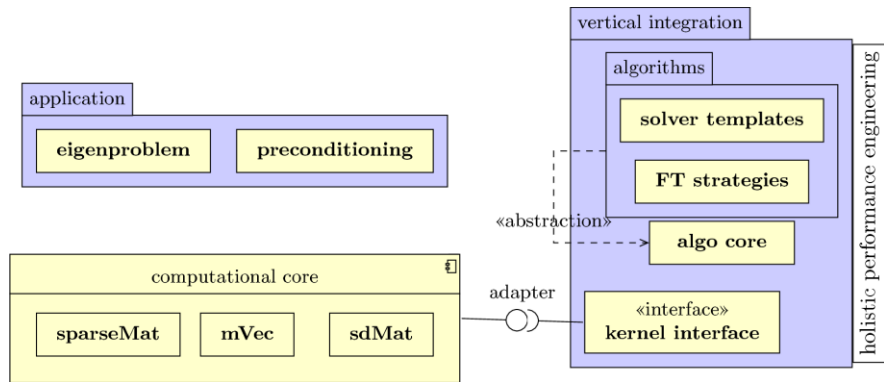 vertical integration
algorithms
solver templates
FT strategies
«abstraction»
algo core
«interface»
kernel interface
holistic performance engineering
application
eigenproblem
preconditioning
computational core
sparseMat
mVec
sdMat
adapter